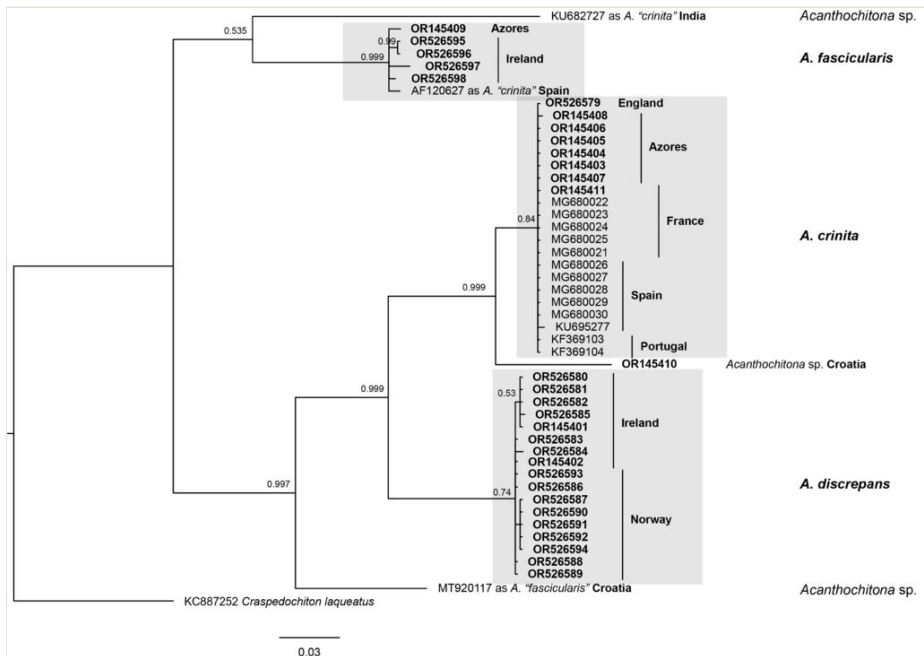 KU682727 as A. "crinita" India Acanthochitona sp.
0.535
OR145409 Azores
0.99 OR526595
OR526596 A. fascicularis
0.999 OR526597 Ireland
OR526598
AF120627 as A. "crinita" Spain
OR526579 England
OR145408
OR145406
OR145405
OR145404 Azores
OR145403
OR145407
OR145411
MG680022
MG680023
0.84 MG680024 France
MG680025 A. crinita
MG680021
MG680026
MG680027
0.999 MG680028 Spain
MG680029
MG680030
KU695277
KF369103
KF369104 Portugal
OR145410 Acanthochitona sp. Croatia
OR526580
OR526581
0.999 0.53 OR526582
OR526585 Ireland
OR145401
OR526583
OR526584
OR145402
OR526593
0.997 0.74 OR526586 A. discrepans
OR526587
OR526590
OR526591 Norway
OR526592
OR526594
OR526588
OR526589
MT920117 as A. "fascicularis" Croatia Acanthochitona sp.
KC887252 Craspedochiton laqueatus
0.03